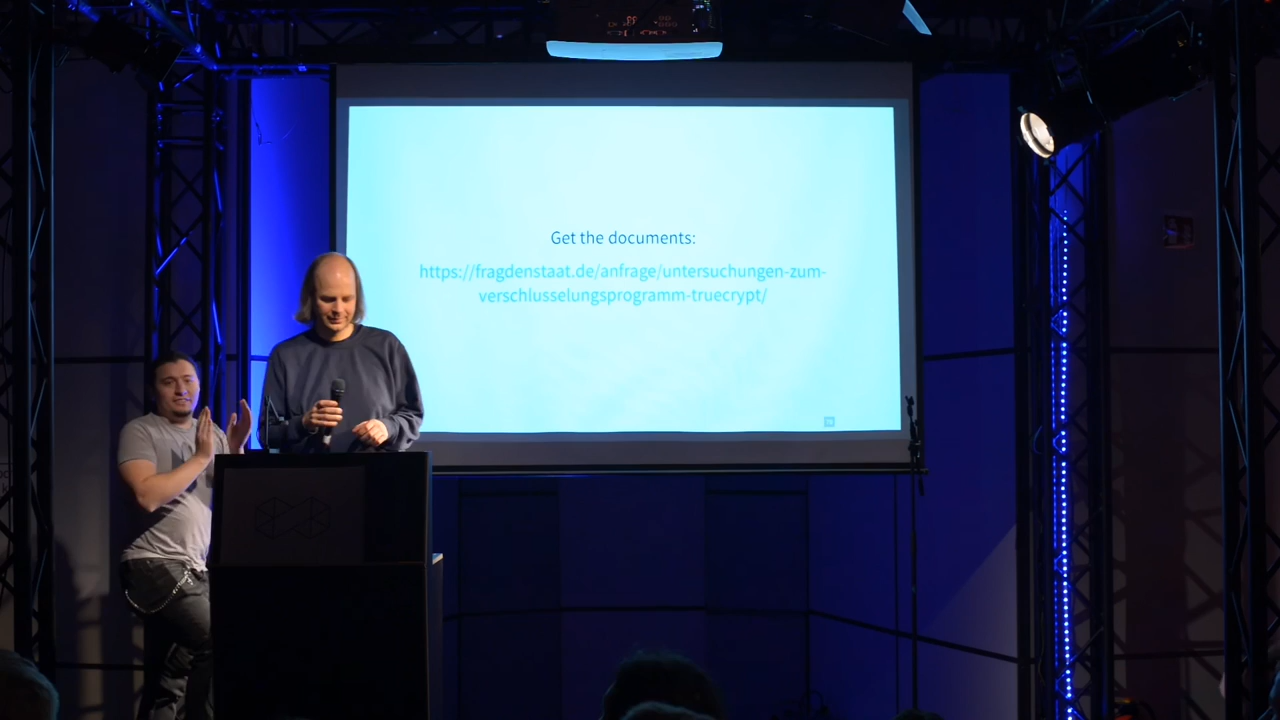 Get the documents:
https://fragdenstaat.de/anfrage/untersuchungen-zum-
verschlusselungsprogramm-truecrypt/